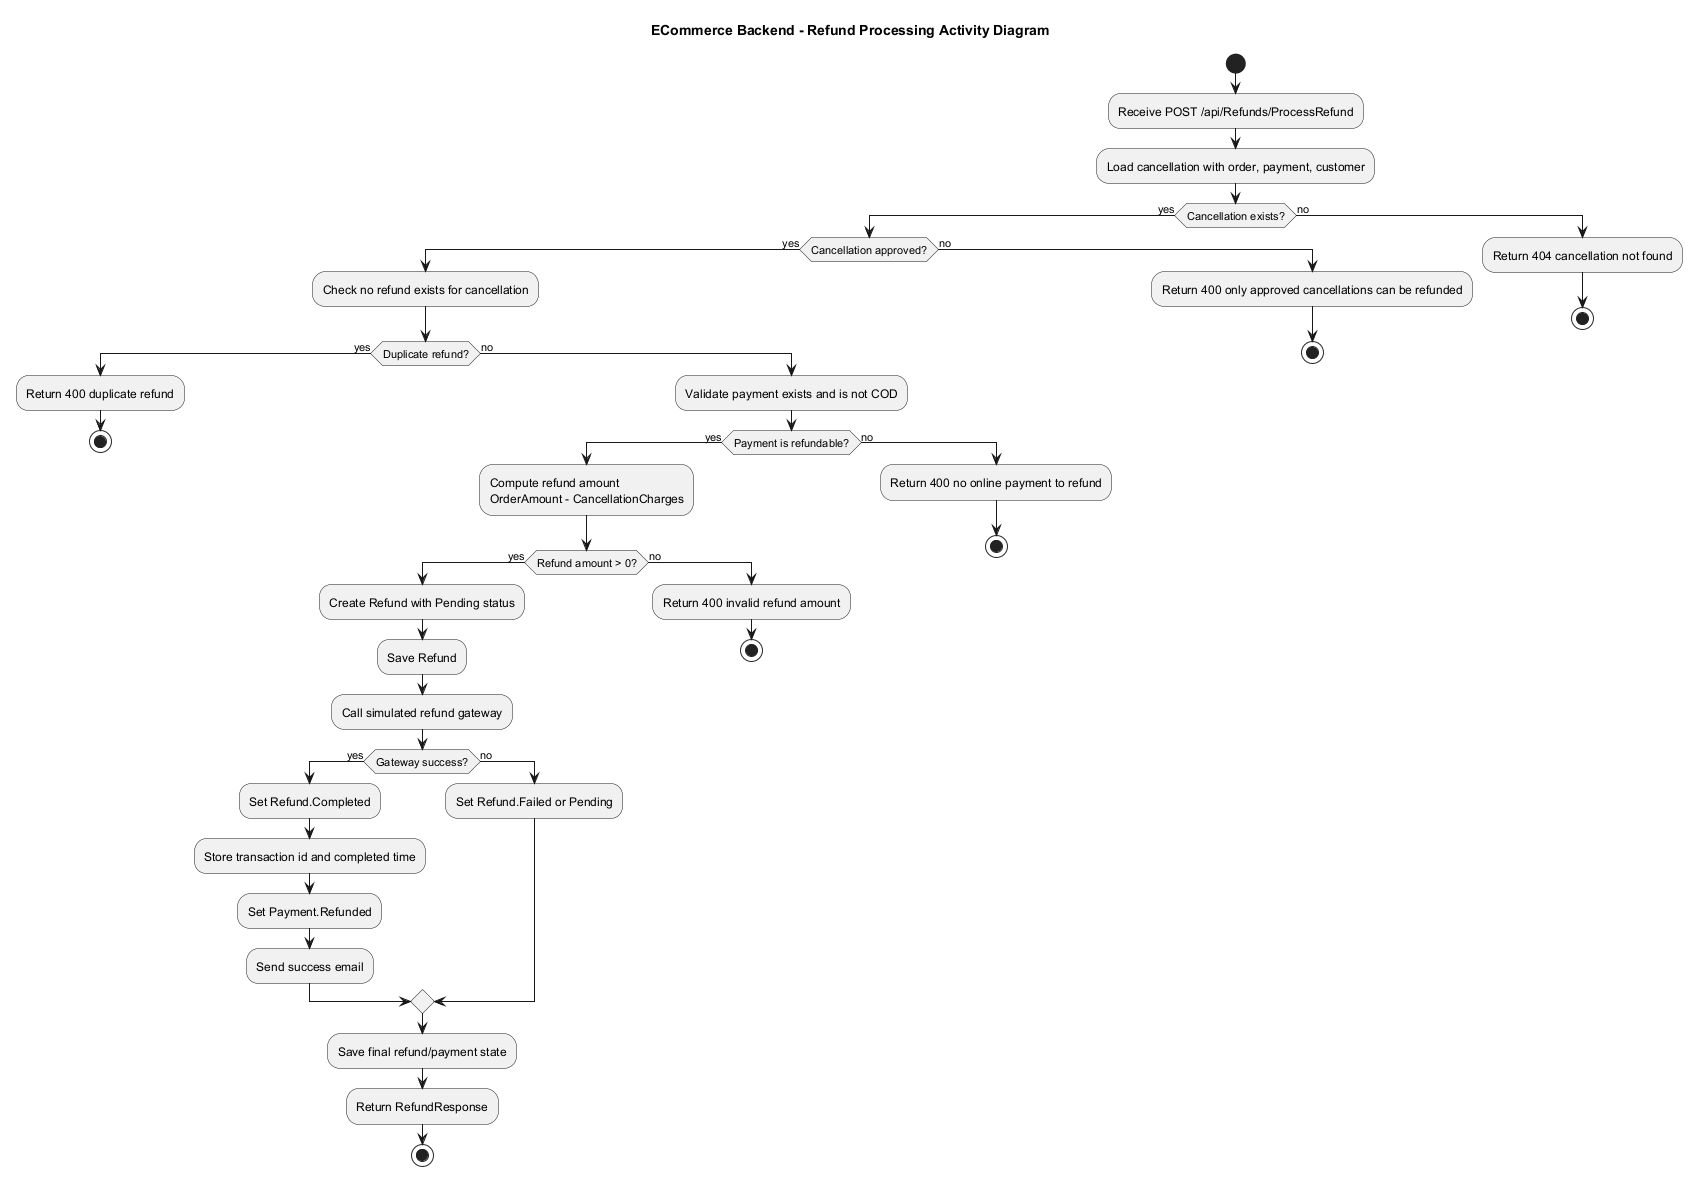 ECommerce Backend - Refund Processing Activity Diagram
Receive POST /api/Refunds/ProcessRefund
Load cancellation with order, payment, customer
yes
Cancellation exists?
no
yes
Cancellation approved?
no
Return 404 cancellation not found
Check no refund exists for cancellation
Return 400 only approved cancellations can be refunded
yes
Duplicate refund?
no
Return 400 duplicate refund
Validate payment exists and is not COD
yes
Payment is refundable?
no
Compute refund amount
OrderAmount - CancellationCharges
Return 400 no online payment to refund
yes
Refund amount > 0?
no
Create Refund with Pending status
Return 400 invalid refund amount
Save Refund
Call simulated refund gateway
yes
Gateway success?
no
Set Refund.Completed
Set Refund.Failed or Pending
Store transaction id and completed time
Set Payment.Refunded
Send success email
Save final refund/payment state
Return RefundResponse